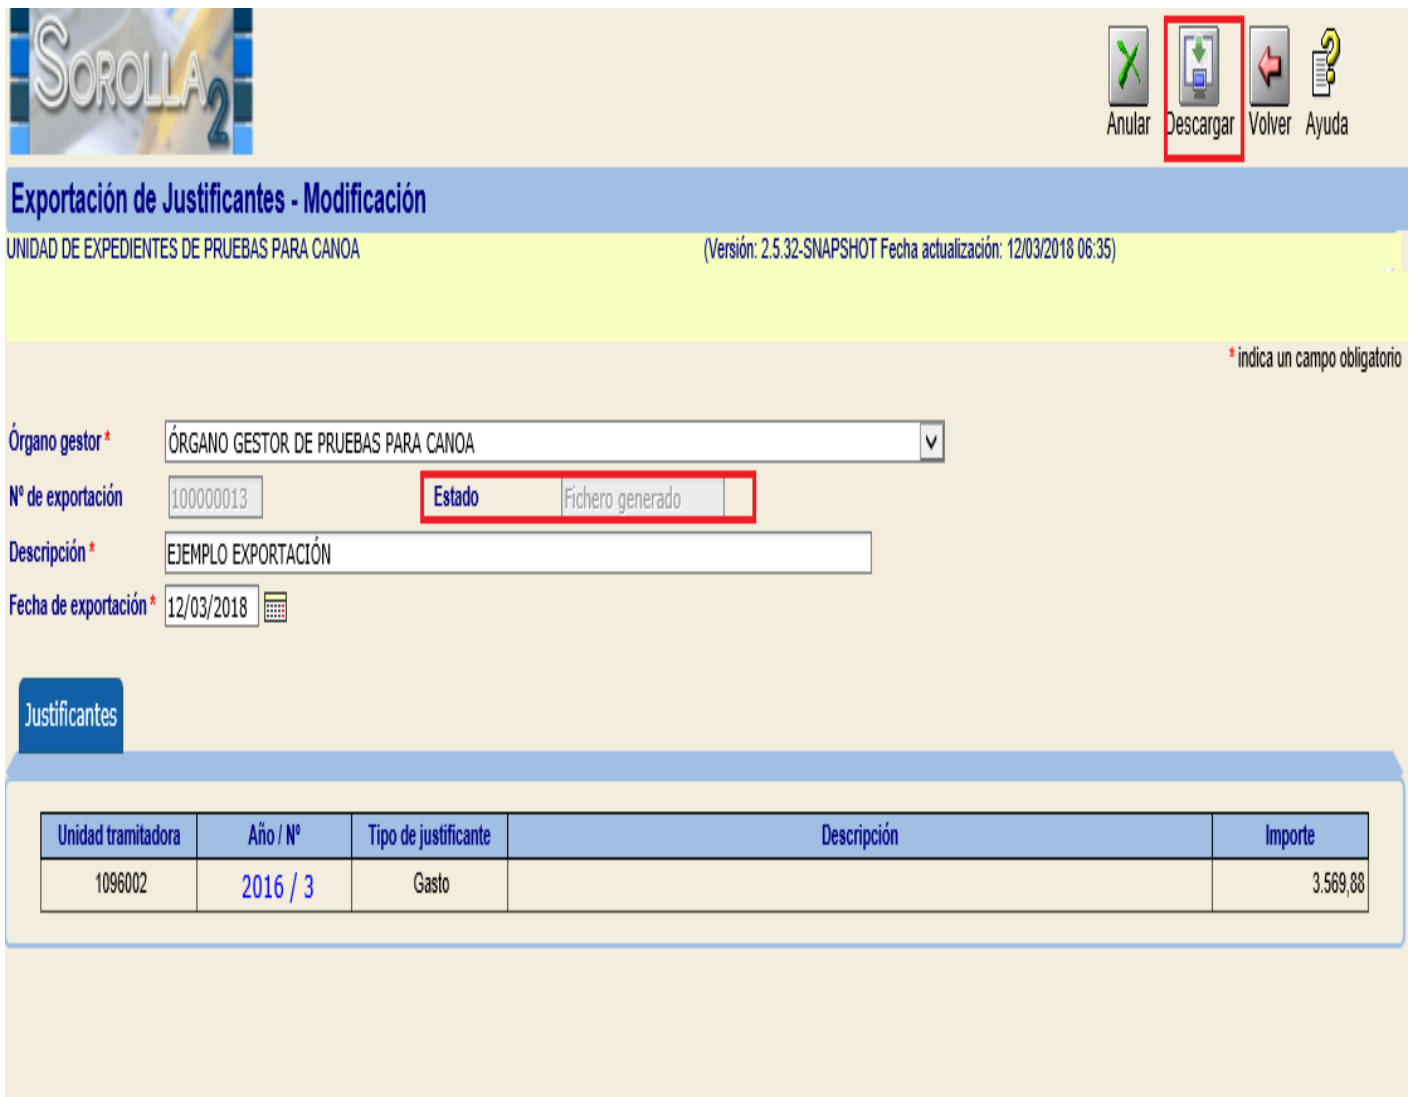 SOROLLA2
Anular Descargar Volver Ayuda
Exportación de Justificantes - Modificación
UNIDAD DE EXPEDIENTES DE PRUEBAS PARA CANOA (Versión: 2.5.32-SNAPSHOT Fecha actualización: 12/03/2018 06:35)
* indica un campo obligatorio
Órgano gestor * ÓRGANO GESTOR DE PRUEBAS PARA CANOA
Nº de exportación 100000013 Estado Fichero generado
Descripción * EJEMPLO EXPORTACIÓN
Fecha de exportación * 12/03/2018
Justificantes
Unidad tramitadora Año / Nº Tipo de justificante Descripción Importe
1096002 2016 / 3 Gasto 3.569,88